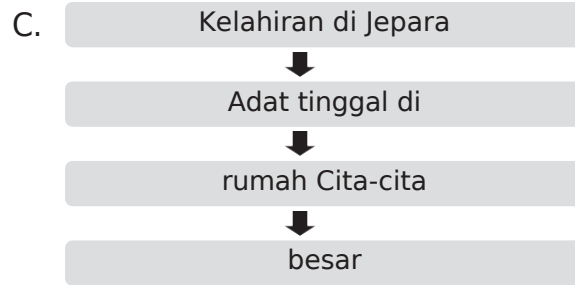 C.
Kelahiran di Jepara
Adat tinggal di
rumah Cita-cita
besar